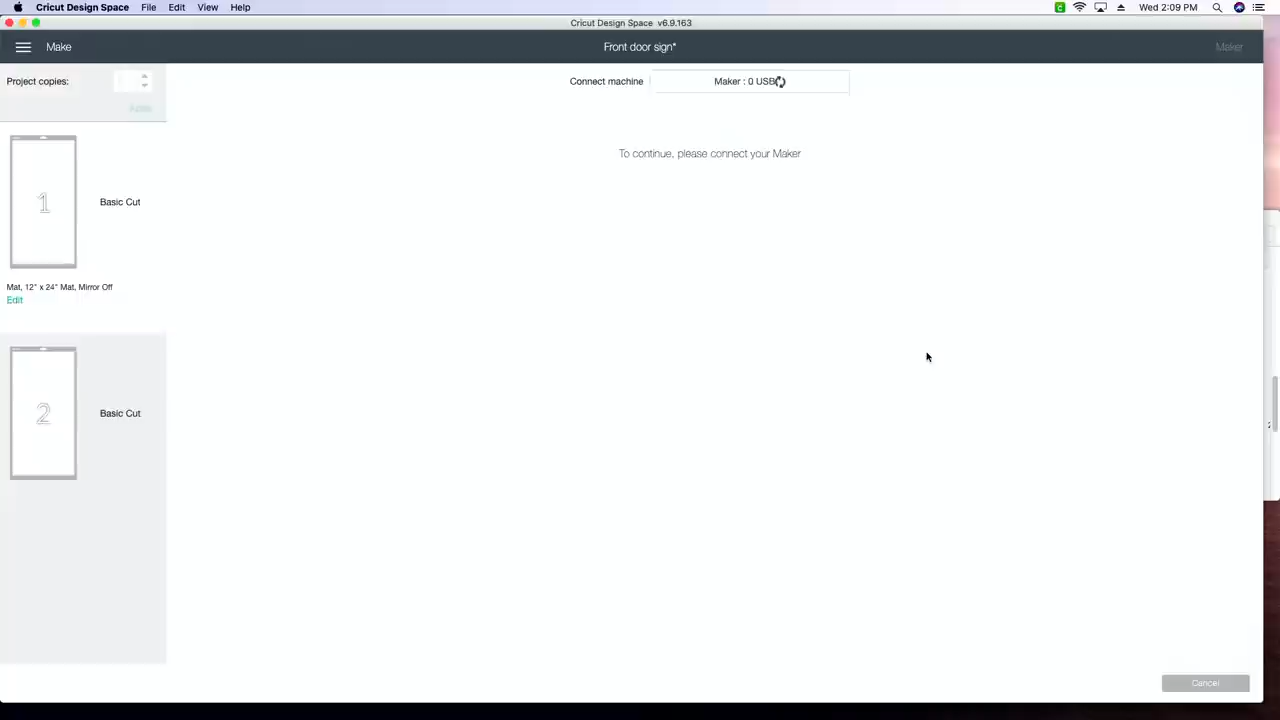 Cricut Design Space File Edit View Help Wed 2:09 PM
Cricut Design Space v6.9.163
Make Front door sign* Maker
Project copies: Connect machine Maker : 0 USB
Apply
To continue, please connect your Maker
1 Basic Cut
Mat, 12" x 24" Mat, Mirror Off
Edit
2 Basic Cut
Cancel